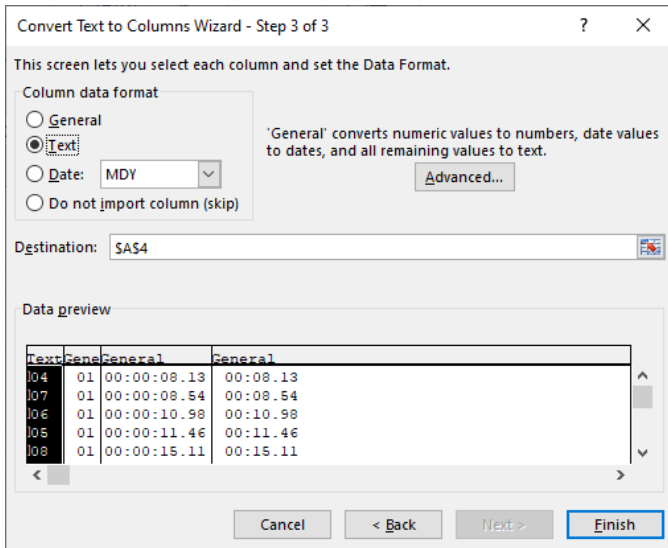 Convert Text to Columns Wizard - Step 3 of 3 ? ×
This screen lets you select each column and set the Data Format.
Column data format
General
Text
Date: MDY
Do not import column (skip)
'General' converts numeric values to numbers, date values
to dates, and all remaining values to text.
Advanced...
Destination: $A$4
Data preview
Text Gene General General
04 01 00:00:08.13 00:08.13
07 01 00:00:08.54 00:08.54
06 01 00:00:10.98 00:10.98
05 01 00:00:11.46 00:11.46
08 01 00:00:15.11 00:15.11
Cancel < Back Next > Finish